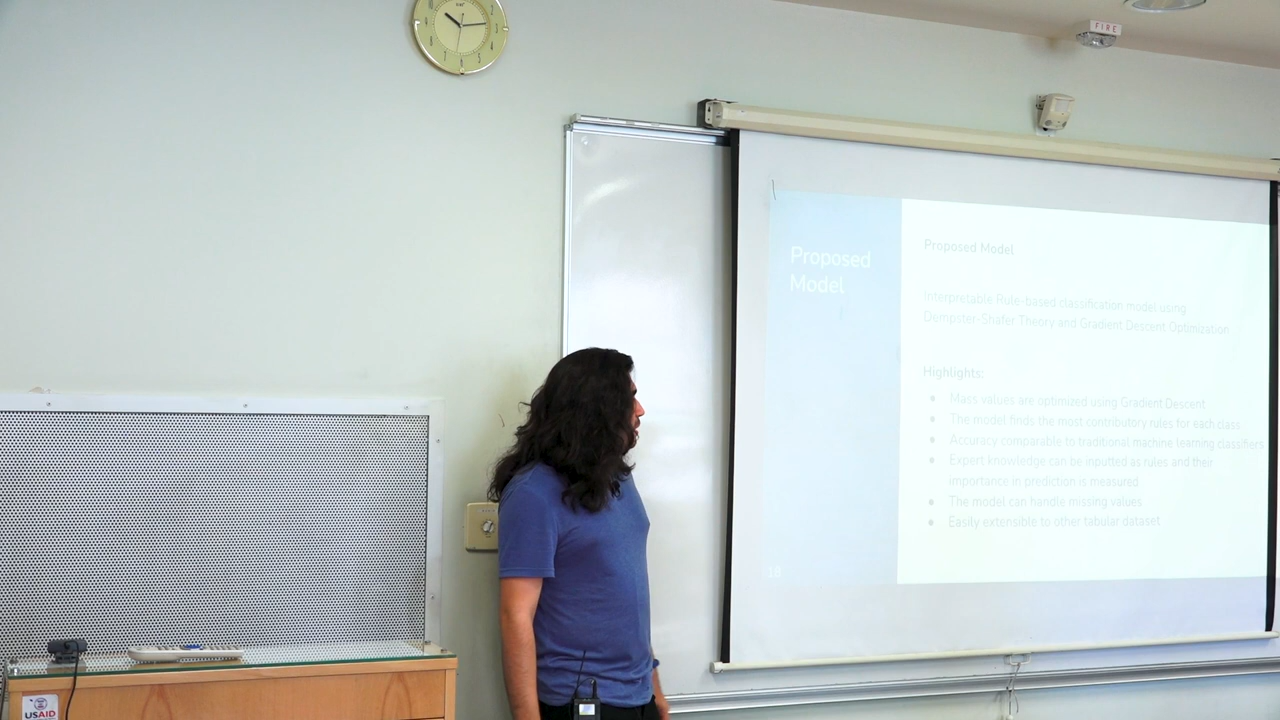 FIRE
Proposed
Model
Proposed Model
Interpretable Rule-based classification model using
Dempster-Shafer Theory and Gradient Descent Optimization
Highlights:
● Mass values are optimized using Gradient Descent
● The model finds the most contributory rules for each class
● Accuracy comparable to traditional machine learning classifiers
● Expert knowledge can be inputted as rules and their
importance in prediction is measured
● The model can handle missing values
● Easily extensible to other tabular dataset
18
USAID